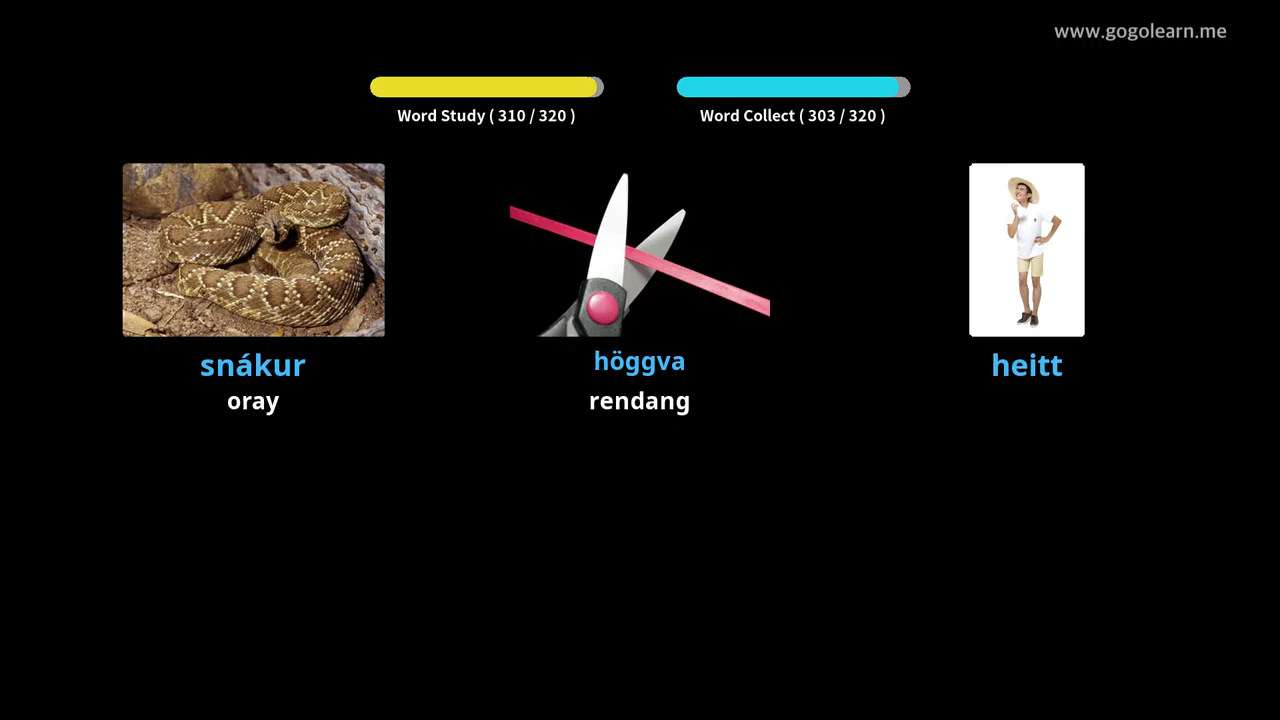 www.gogolearn.me
Word Study ( 310 / 320 )
Word Collect ( 303 / 320 )
snákur
oray
höggva
rendang
heitt